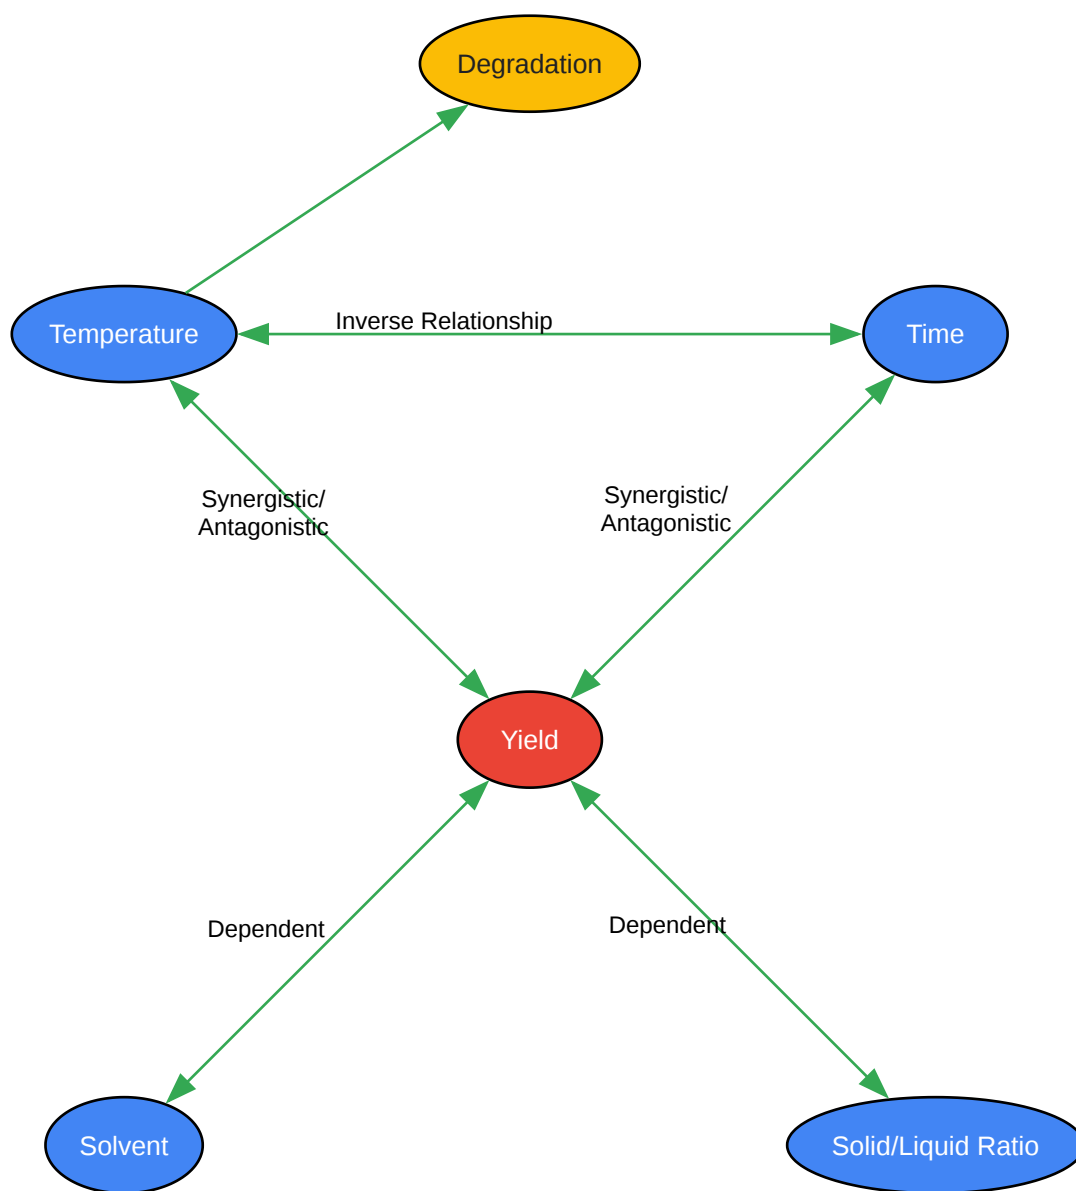 Degradation
Temperature
Inverse Relationship
Time
Synergistic/
Antagonistic
Synergistic/
Antagonistic
Yield
Dependent
Dependent
Solvent
Solid/Liquid Ratio